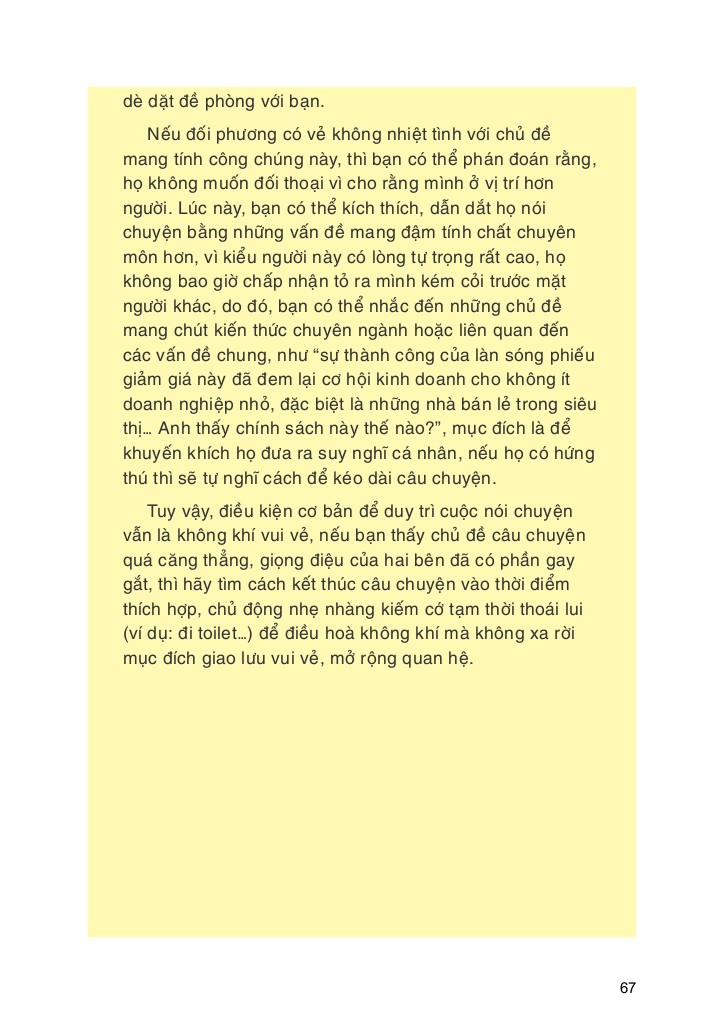 dè dặt đề phòng với bạn.
Nếu đối phương có vẻ không nhiệt tình với chủ đề
mang tính công chúng này, thì bạn có thể phán đoán rằng,
họ không muốn đối thoại vì cho rằng mình ở vị trí hơn
người. Lúc này, bạn có thể kích thích, dẫn dắt họ nói
chuyện bằng những vấn đề mang đậm tính chất chuyên
môn hơn, vì kiểu người này có lòng tự trọng rất cao, họ
không bao giờ chấp nhận tỏ ra mình kém cỏi trước mặt
người khác, do đó, bạn có thể nhắc đến những chủ đề
mang chút kiến thức chuyên ngành hoặc liên quan đến
các vấn đề chung, như “sự thành công của làn sóng phiếu
giảm giá này đã đem lại cơ hội kinh doanh cho không ít
doanh nghiệp nhỏ, đặc biệt là những nhà bán lẻ trong siêu
thị… Anh thấy chính sách này thế nào?”, mục đích là để
khuyến khích họ đưa ra suy nghĩ cá nhân, nếu họ có hứng
thú thì sẽ tự nghĩ cách để kéo dài câu chuyện.
Tuy vậy, điều kiện cơ bản để duy trì cuộc nói chuyện
vẫn là không khí vui vẻ, nếu bạn thấy chủ đề câu chuyện
quá căng thẳng, giọng điệu của hai bên đã có phần gay
gắt, thì hãy tìm cách kết thúc câu chuyện vào thời điểm
thích hợp, chủ động nhẹ nhàng kiếm cớ tạm thời thoái lui
(ví dụ: đi toilet…) để điều hoà không khí mà không xa rời
mục đích giao lưu vui vẻ, mở rộng quan hệ.
67